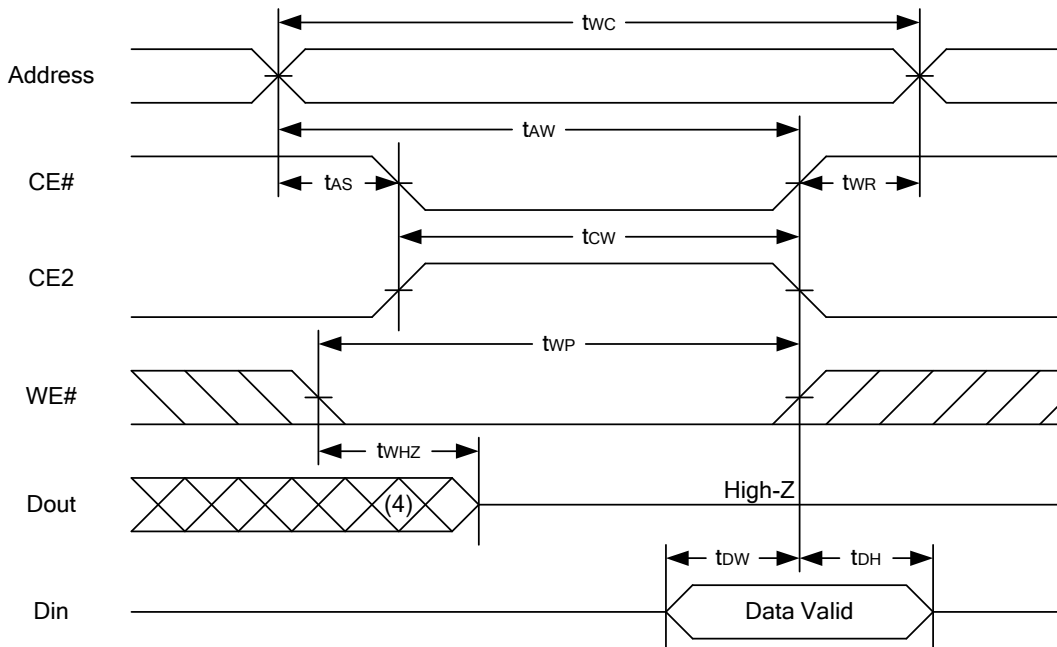 tWC
Address
tAW
CE#
tAS
tWR
tCW
CE2
tWP
WE#
tWHZ
Dout
(4)
High-Z
tDW
tDH
Din
Data Valid